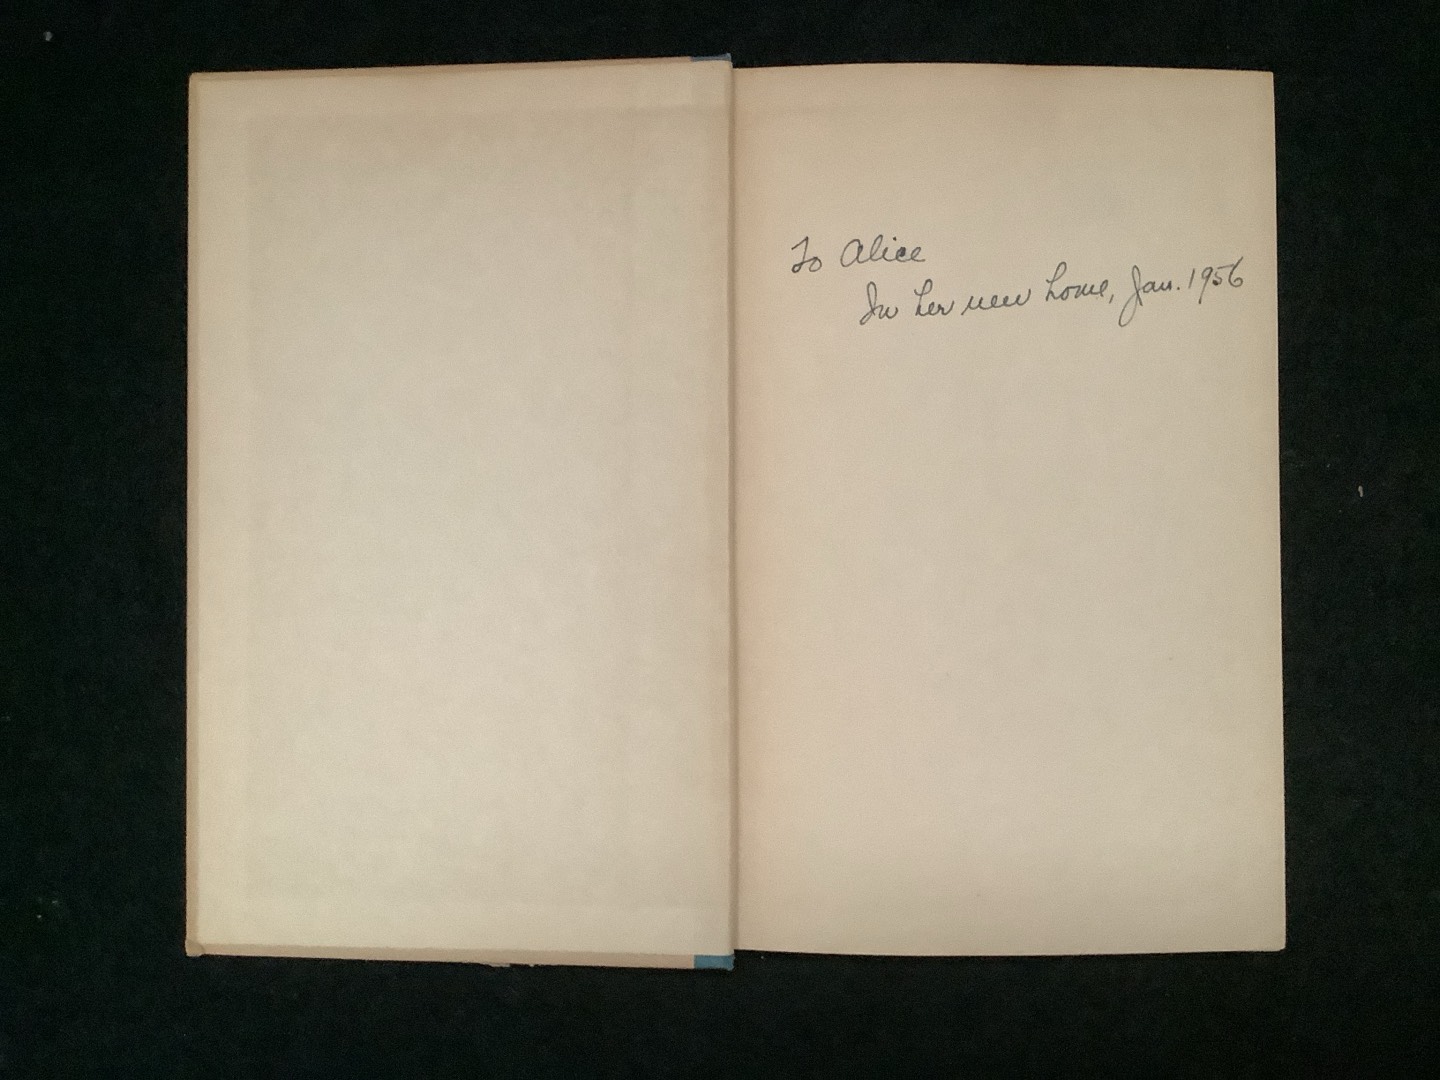 To Alice
In her new home, Jan. 1956